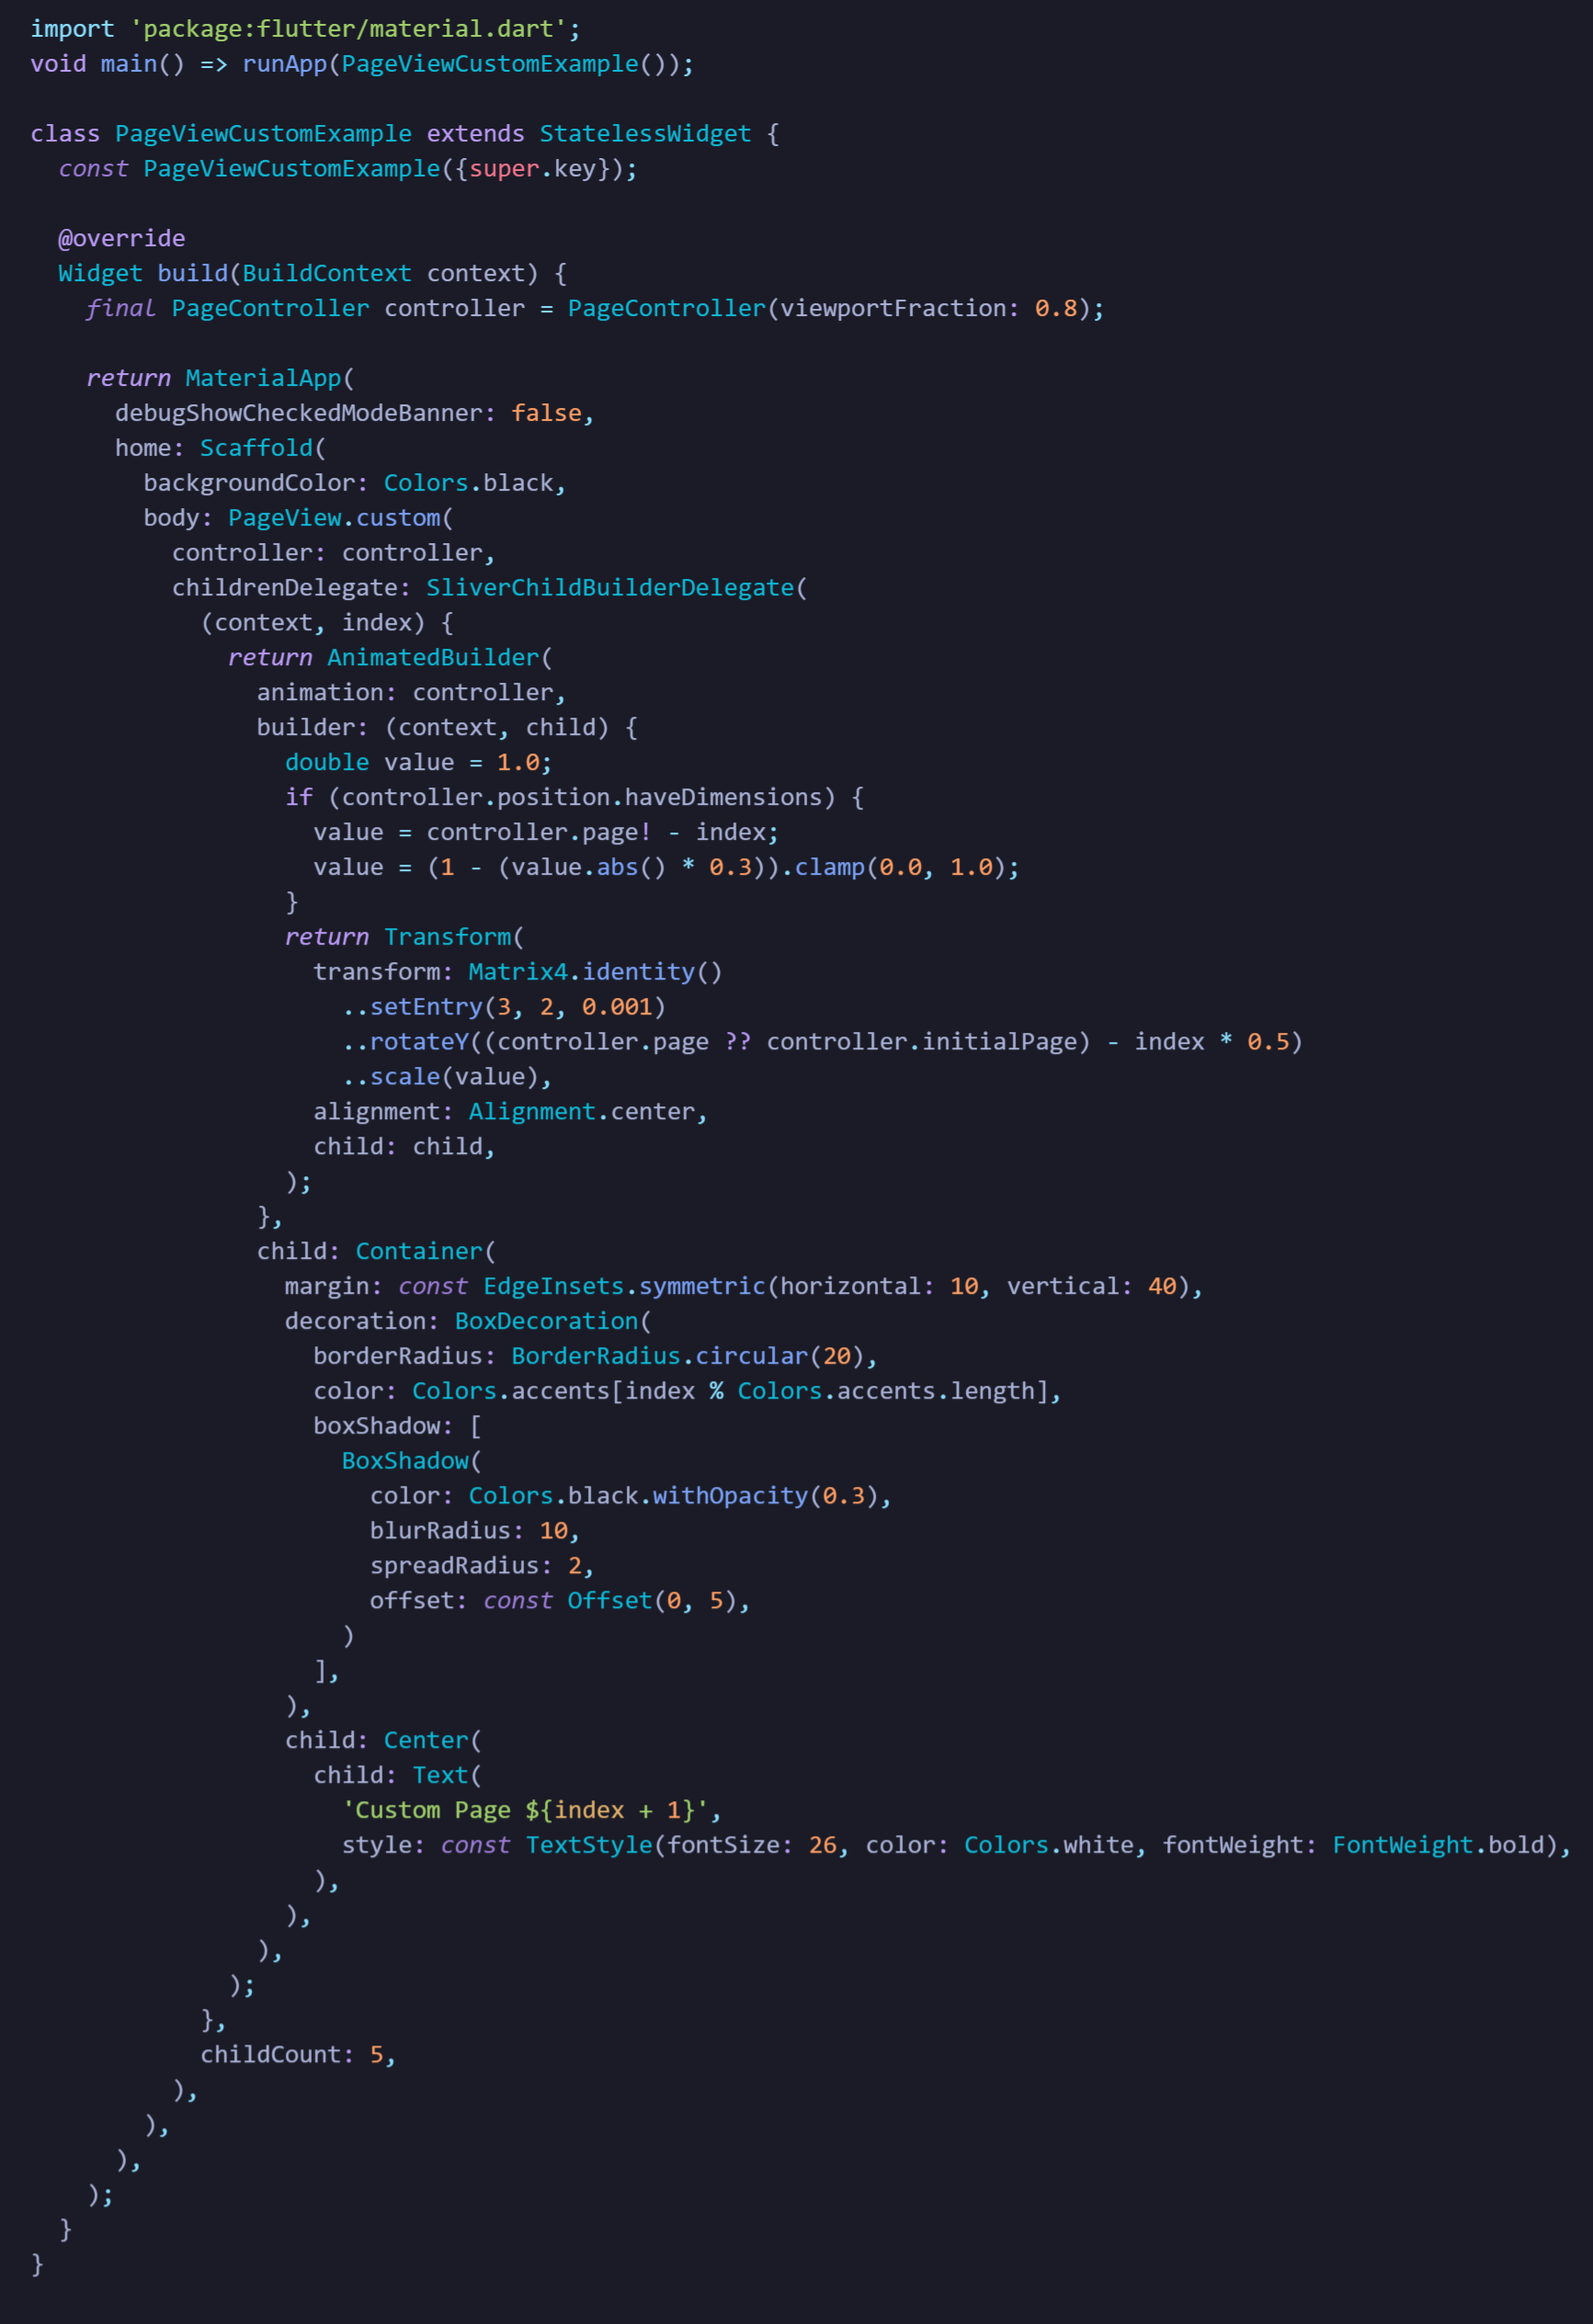 import 'package:flutter/material.dart';
void main() => runApp(PageViewCustomExample());

class PageViewCustomExample extends StatelessWidget {
  const PageViewCustomExample({super.key});

  @override
  Widget build(BuildContext context) {
    final PageController controller = PageController(viewportFraction: 0.8);

    return MaterialApp(
      debugShowCheckedModeBanner: false,
      home: Scaffold(
        backgroundColor: Colors.black,
        body: PageView.custom(
          controller: controller,
          childrenDelegate: SliverChildBuilderDelegate(
            (context, index) {
              return AnimatedBuilder(
                animation: controller,
                builder: (context, child) {
                  double value = 1.0;
                  if (controller.position.haveDimensions) {
                    value = controller.page! - index;
                    value = (1 - (value.abs() * 0.3)).clamp(0.0, 1.0);
                  }
                  return Transform(
                    transform: Matrix4.identity()
                      ..setEntry(3, 2, 0.001)
                      ..rotateY((controller.page ?? controller.initialPage) - index * 0.5)
                      ..scale(value),
                    alignment: Alignment.center,
                    child: child,
                  );
                },
                child: Container(
                  margin: const EdgeInsets.symmetric(horizontal: 10, vertical: 40),
                  decoration: BoxDecoration(
                    borderRadius: BorderRadius.circular(20),
                    color: Colors.accents[index % Colors.accents.length],
                    boxShadow: [
                      BoxShadow(
                        color: Colors.black.withOpacity(0.3),
                        blurRadius: 10,
                        spreadRadius: 2,
                        offset: const Offset(0, 5),
                      )
                    ],
                  ),
                  child: Center(
                    child: Text(
                      'Custom Page ${index + 1}',
                      style: const TextStyle(fontSize: 26, color: Colors.white, fontWeight: FontWeight.bold),
                    ),
                  ),
                ),
              );
            },
            childCount: 5,
          ),
        ),
      ),
    );
  }
}